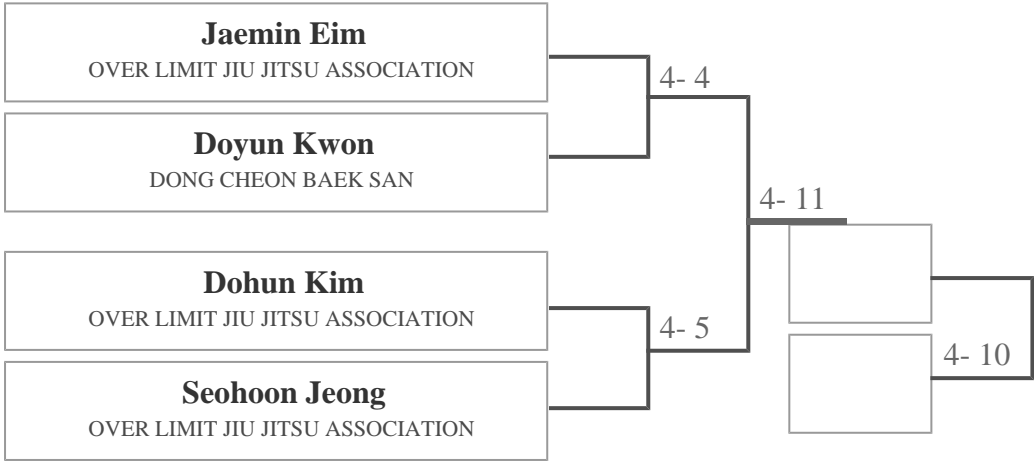 Jaemin Eim
OVER LIMIT JIU JITSU ASSOCIATION
4- 4
Doyun Kwon
DONG CHEON BAEK SAN
4- 11
Dohun Kim
OVER LIMIT JIU JITSU ASSOCIATION
4- 5
4- 10
Seohoon Jeong
OVER LIMIT JIU JITSU ASSOCIATION